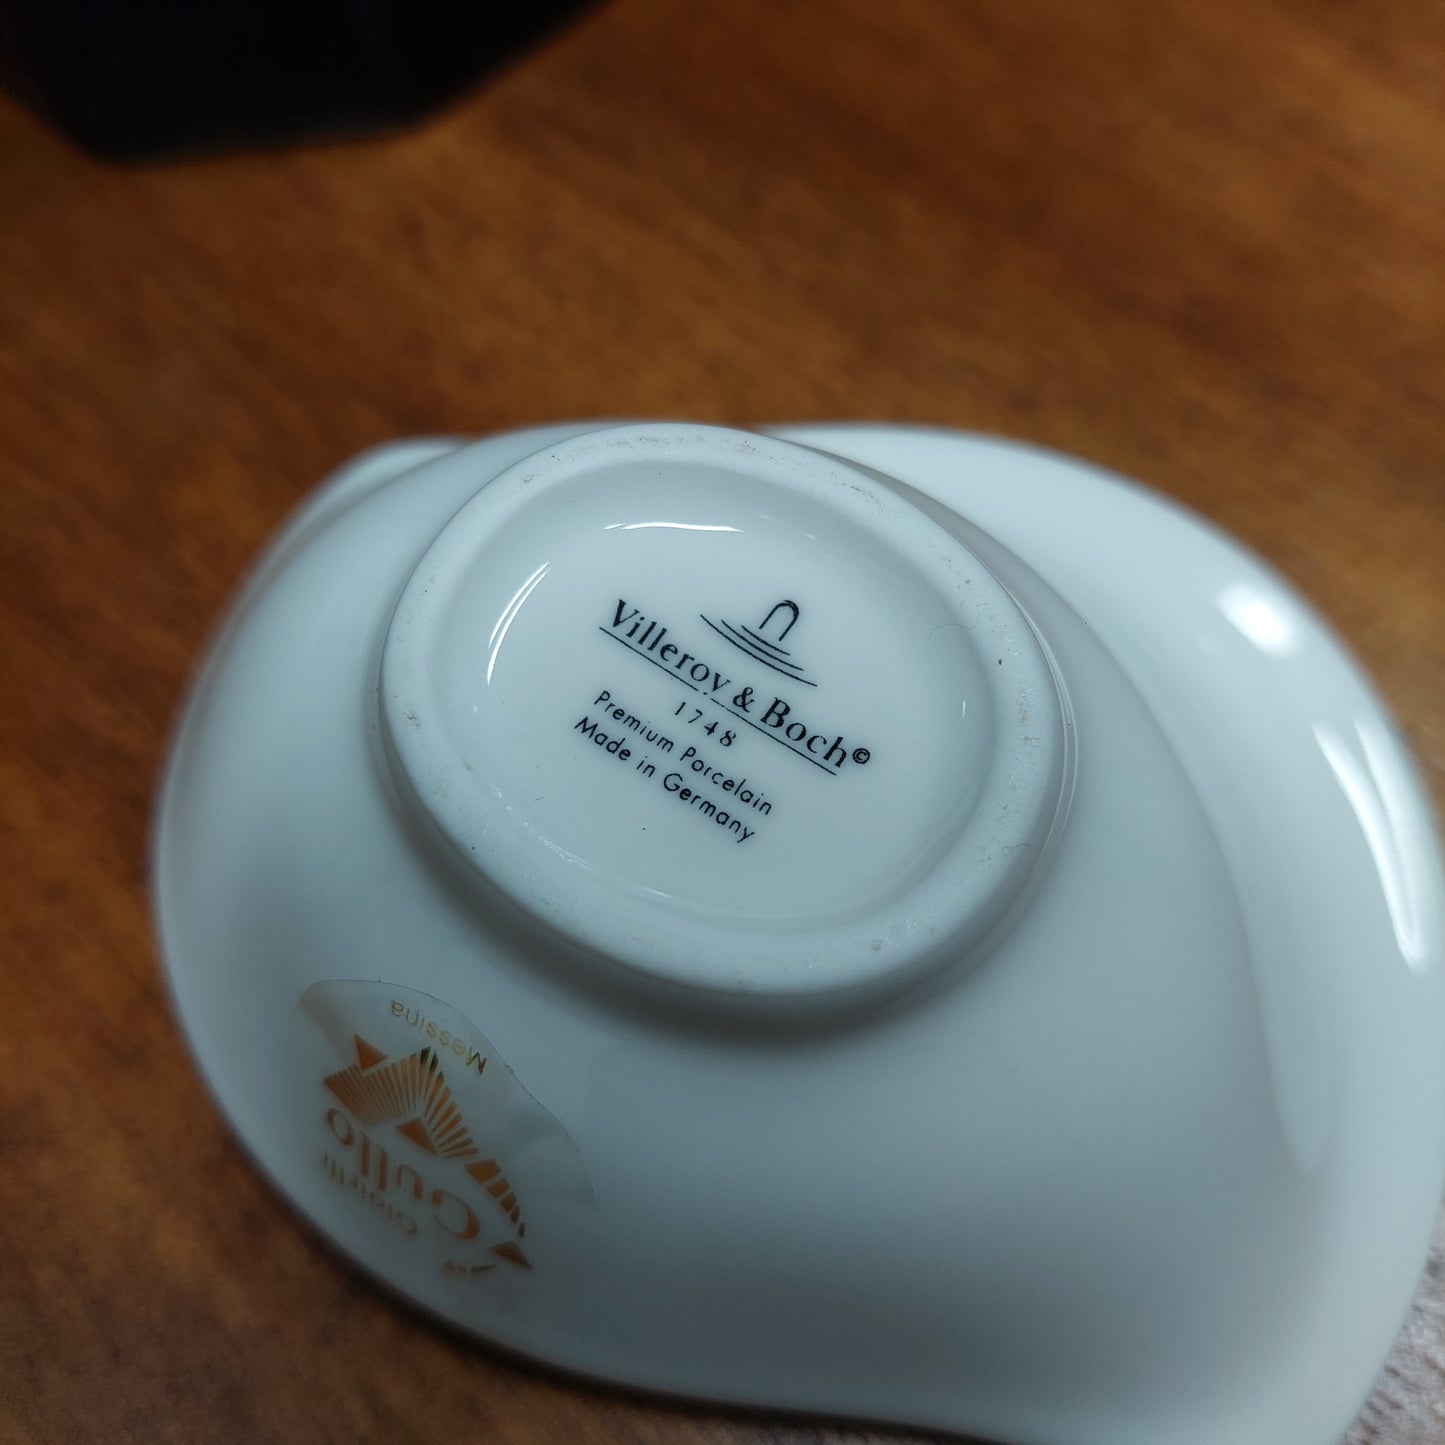 Villeroy & Boch©
1748
Premium Porcelain
Made in Germany
Messina
Gullo